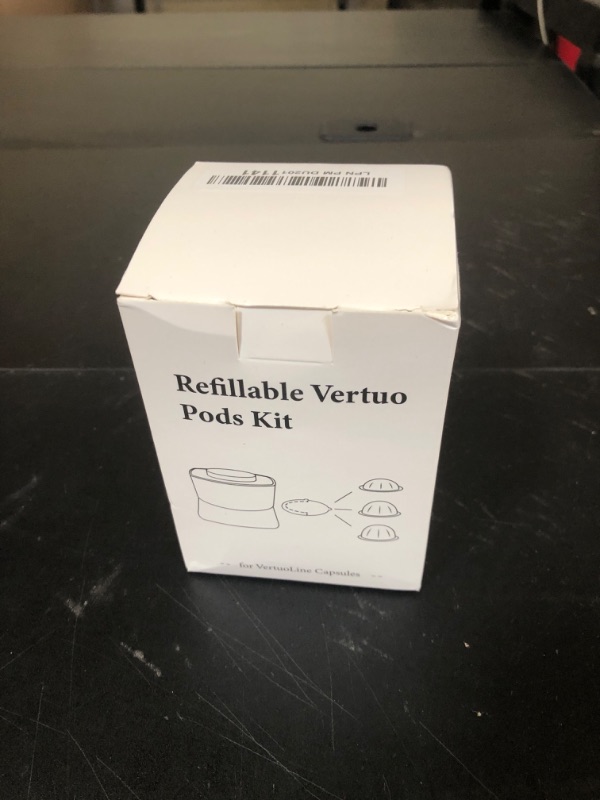 Refillable Vertuo
Pods Kit
for VertuoLine Capsules